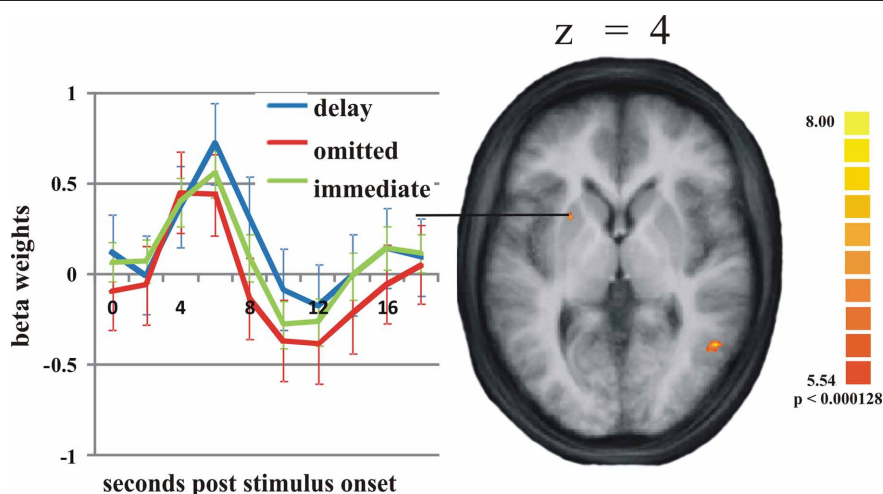 z = 4
1
0.5
0
-0.5
-1
beta weights
delay
omitted
immediate
0 4 8 12 16
seconds post stimulus onset
8.00
5.54
p < 0.000128